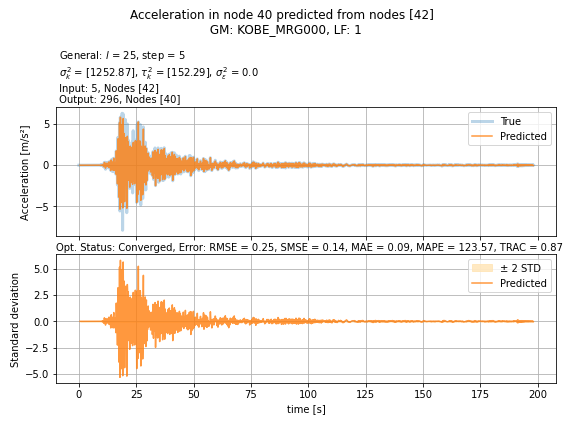 Acceleration in node 40 predicted from nodes [42]
GM: KOBE_MRG000, LF: 1
General: l = 25, step = 5
σ²ₖ = [1252.87], τ²ₖ = [152.29], σ²ε = 0.0
Input: 5, Nodes [42]
Output: 296, Nodes [40]
Acceleration [m/s²]
5
0
−5
True
Predicted
Opt. Status: Converged, Error: RMSE = 0.25, SMSE = 0.14, MAE = 0.09, MAPE = 123.57, TRAC = 0.87
Standard deviation
5.0
2.5
0.0
−2.5
−5.0
± 2 STD
Predicted
0 25 50 75 100 125 150 175 200
time [s]